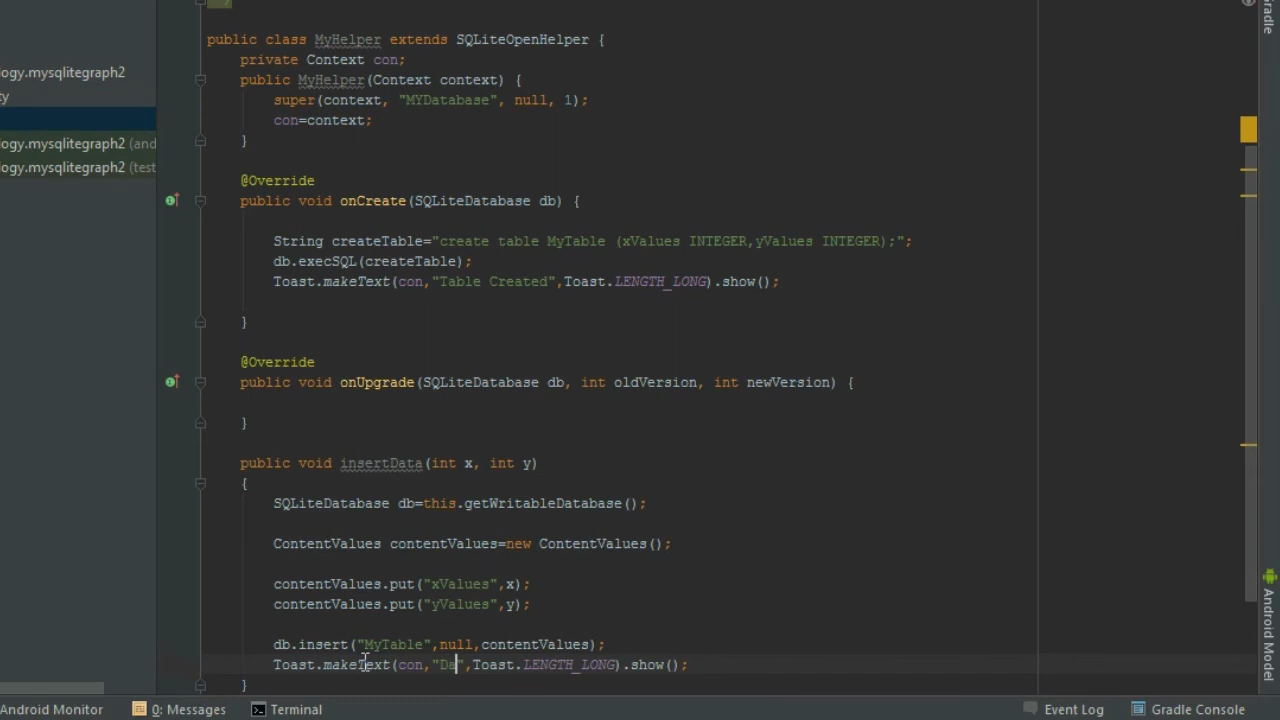 public class MyHelper extends SQLiteOpenHelper {
private Context con;
public MyHelper(Context context) {
super(context, "MYDatabase", null, 1);
con=context;
}
@Override
public void onCreate(SQLiteDatabase db) {
String createTable="create table MyTable (xValues INTEGER,yValues INTEGER);";
db.execSQL(createTable);
Toast.makeText(con,"Table Created",Toast.LENGTH_LONG).show();
}
@Override
public void onUpgrade(SQLiteDatabase db, int oldVersion, int newVersion) {
}
public void insertData(int x, int y)
{
SQLiteDatabase db=this.getWritableDatabase();
ContentValues contentValues=new ContentValues();
contentValues.put("xValues",x);
contentValues.put("yValues",y);
db.insert("MyTable",null,contentValues);
Toast.makeText(con,"Da",Toast.LENGTH_LONG).show();
}
logy.mysqlitegraph2
ty
logy.mysqlitegraph2 (and
logy.mysqlitegraph2 (test
Gradle
Android Model
Android Monitor
0: Messages
Terminal
Event Log
Gradle Console